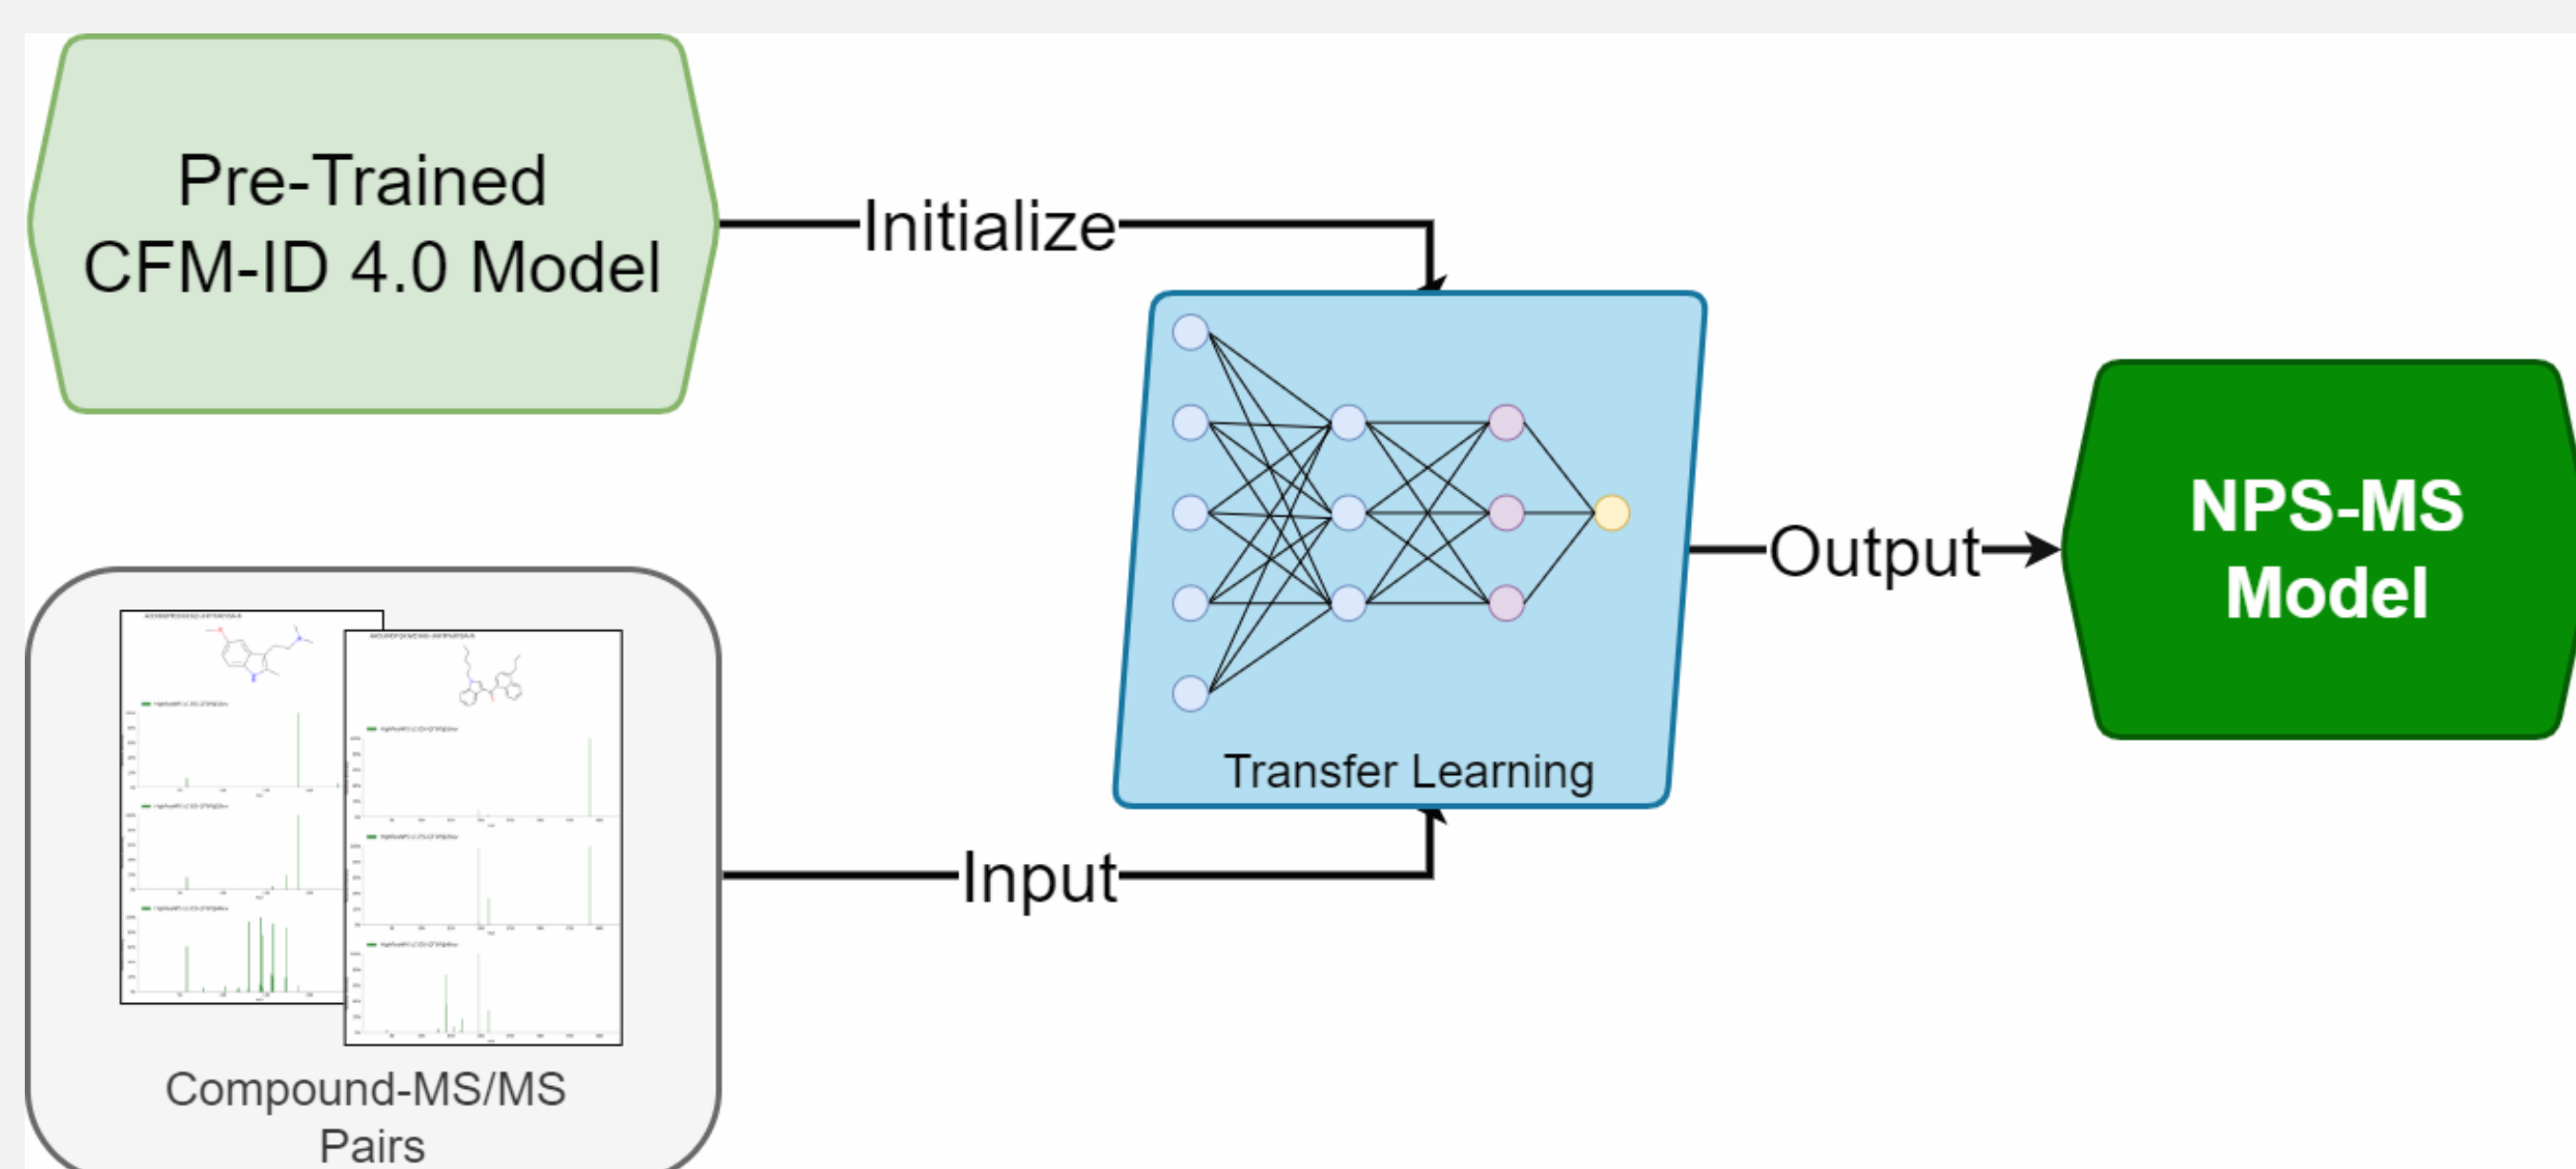 Pre-Trained
CFM-ID 4.0 Model
Initialize
Transfer Learning
Output
NPS-MS
Model
Input
Compound-MS/MS
Pairs